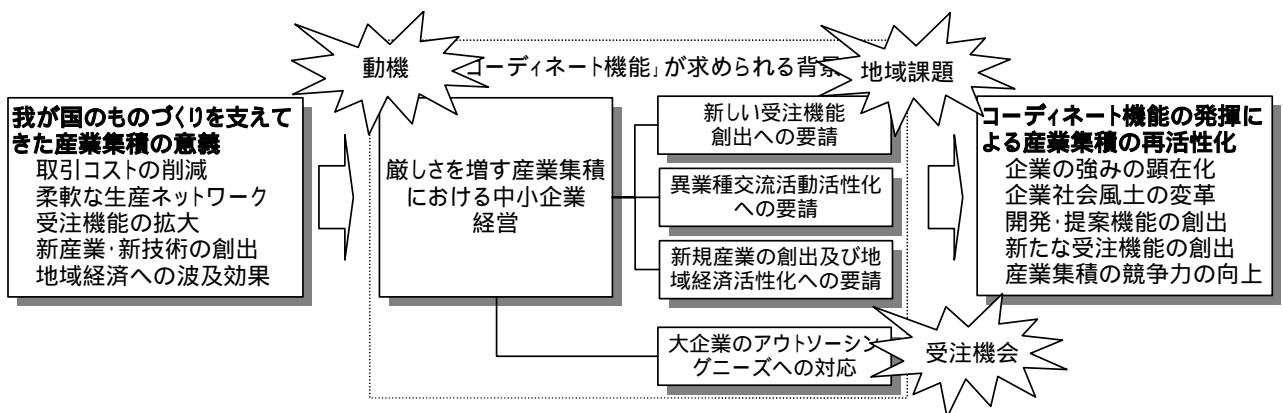 動機
コーディネート機能」が求められる背景
地域課題
我が国のものづくりを支えて
きた産業集積の意義
取引コストの削減
柔軟な生産ネットワーク
受注機能の拡大
新産業・新技術の創出
地域経済への波及効果
厳しさを増す産業集積
における中小企業
経営
新しい受注機能
創出への要請
異業種交流活動活性化
への要請
新規産業の創出及び地
域経済活性化への要請
大企業のアウトソーシン
グニーズへの対応
受注機会
コーディネート機能の発揮に
よる産業集積の再活性化
企業の強みの顕在化
企業社会風土の変革
開発・提案機能の創出
新たな受注機能の創出
産業集積の競争力の向上